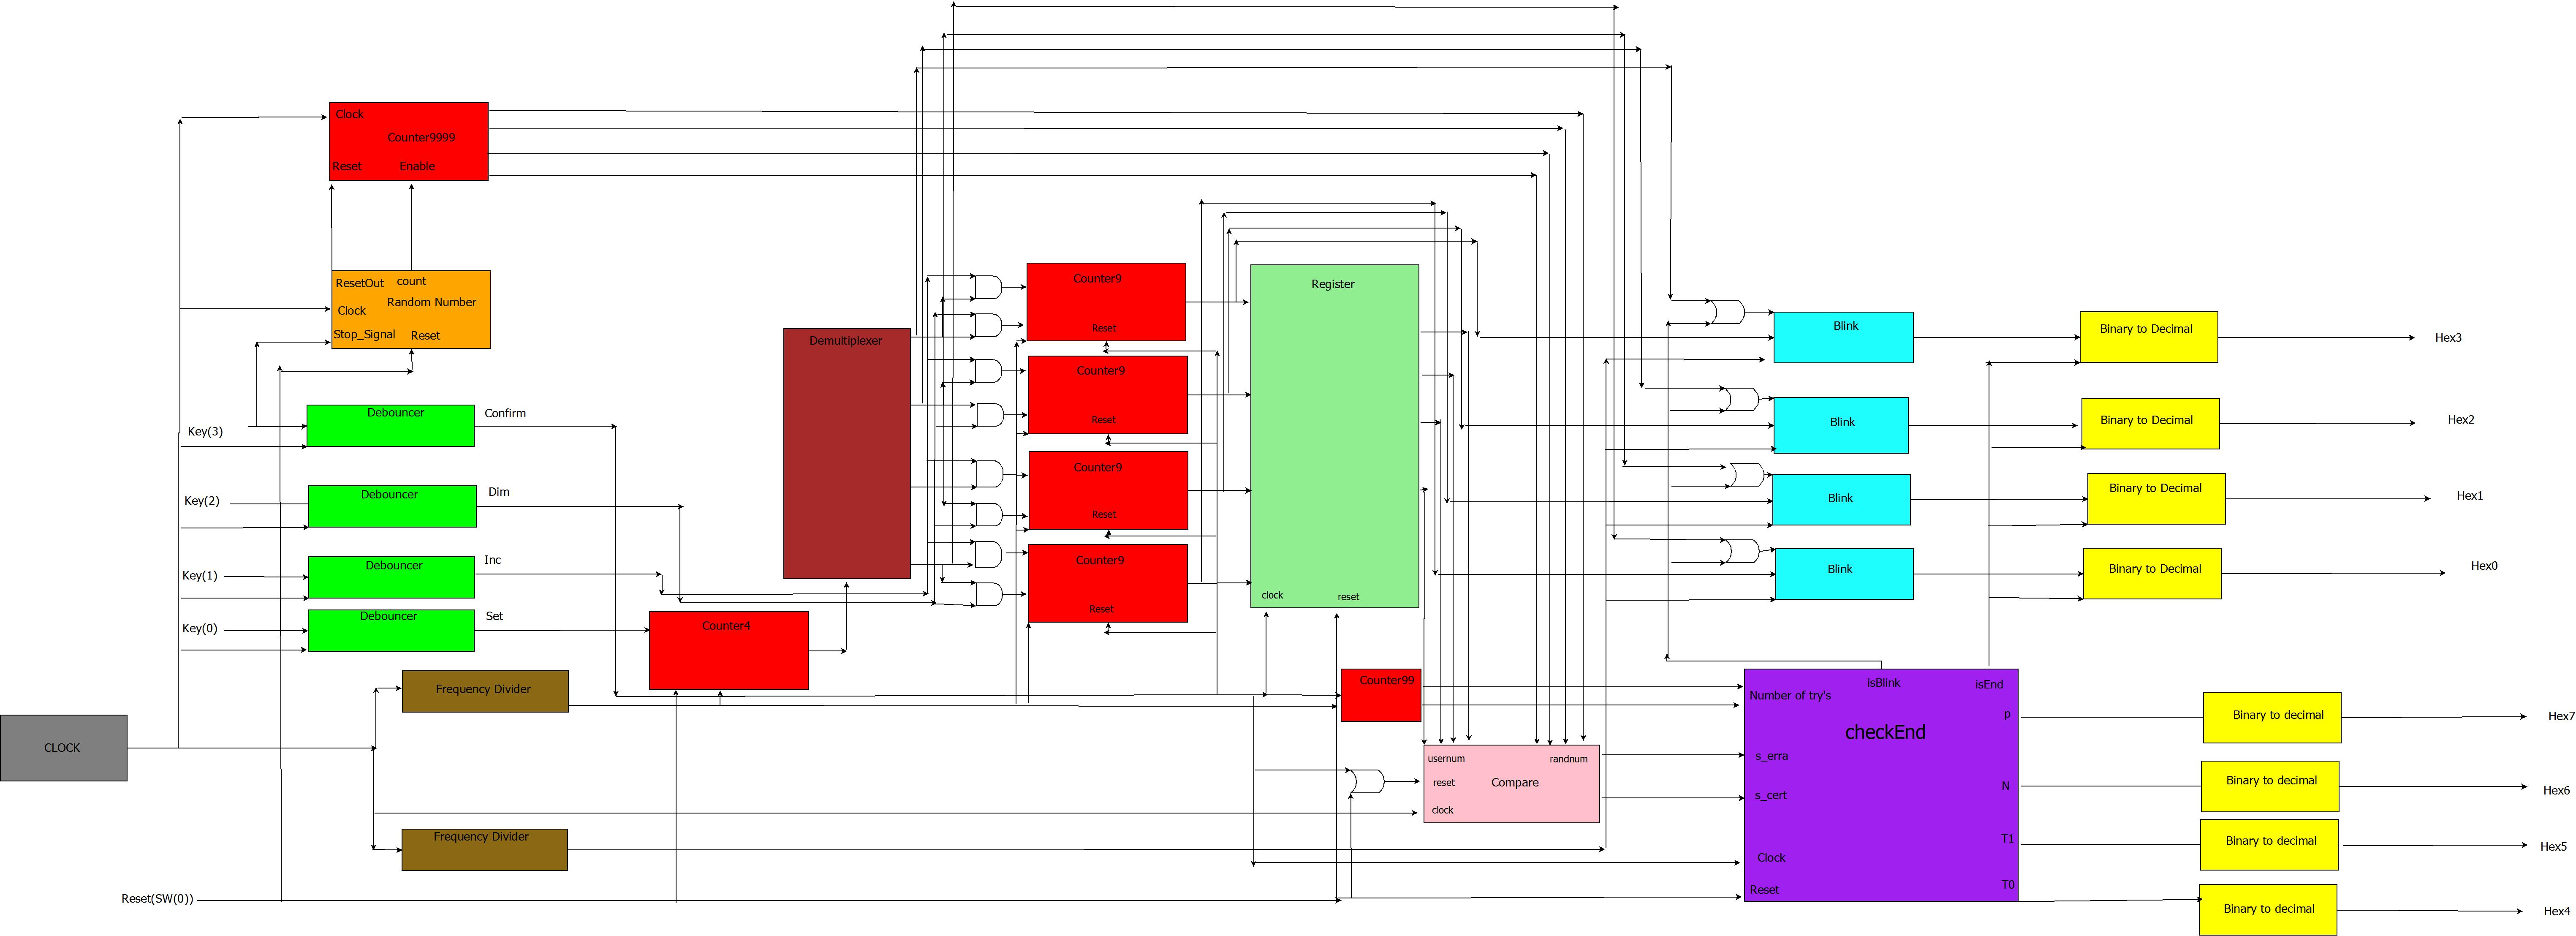 Clock
Counter9999
Reset
Enable
ResetOut
count
Random Number
Clock
Stop_Signal
Reset
Key(3)
Debouncer
Confirm
Key(2)
Debouncer
Dim
Key(1)
Debouncer
Inc
Key(0)
Debouncer
Set
Counter4
Frequency Divider
CLOCK
Frequency Divider
Reset(SW(0))
Demultiplexer
Counter9
Reset
Counter9
Reset
Counter9
Reset
Counter9
Reset
Register
clock
reset
Counter99
usernum
randnum
reset
Compare
clock
Blink
Binary to Decimal
Hex3
Blink
Binary to Decimal
Hex2
Blink
Binary to Decimal
Hex1
Blink
Binary to Decimal
Hex0
isBlink
isEnd
Number of try's
p
checkEnd
s_erra
N
s_cert
T1
Clock
T0
Reset
Binary to decimal
Hex7
Binary to decimal
Hex6
Binary to decimal
Hex5
Binary to decimal
Hex4